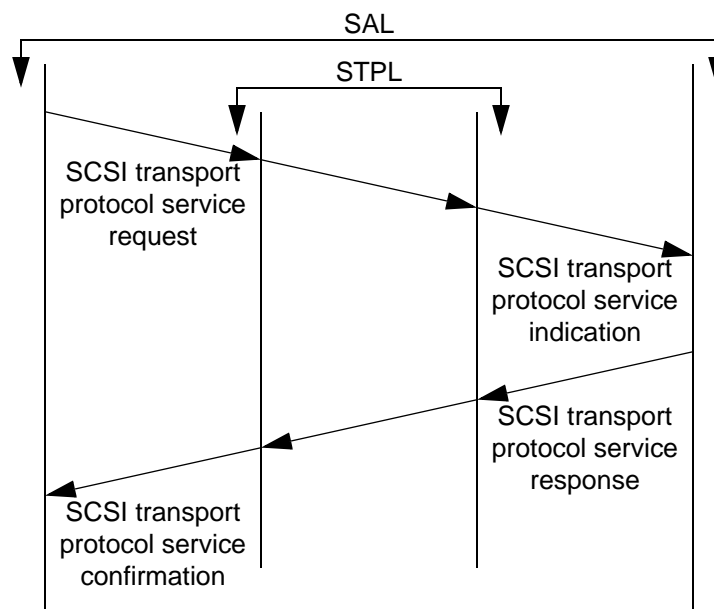 SAL
STPL
SCSI transport
protocol service
request
SCSI transport
protocol service
indication
SCSI transport
protocol service
response
SCSI transport
protocol service
confirmation